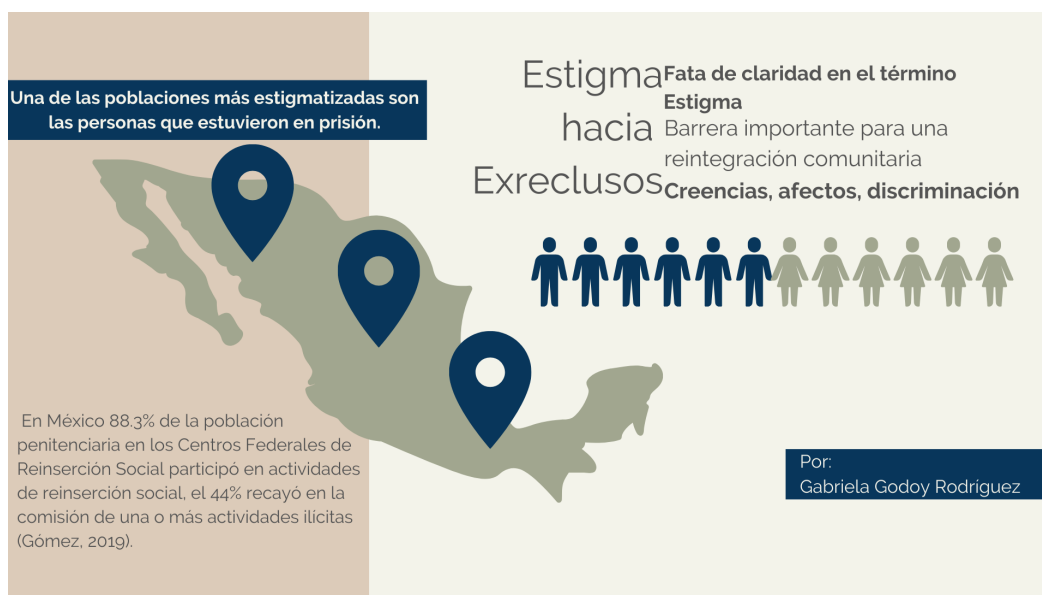 Una de las poblaciones más estigmatizadas son
las personas que estuvieron en prisión.
Estigma
hacia
Exreclusos
Fata de claridad en el término
Estigma
Barrera importante para una
reintegración comunitaria
Creencias, afectos, discriminación
En México 88.3% de la población
penitenciaria en los Centros Federales de
Reinserción Social participó en actividades
de reinserción social, el 44% recayó en la
comisión de una o más actividades ilícitas
(Gómez, 2019).
Por:
Gabriela Godoy Rodríguez